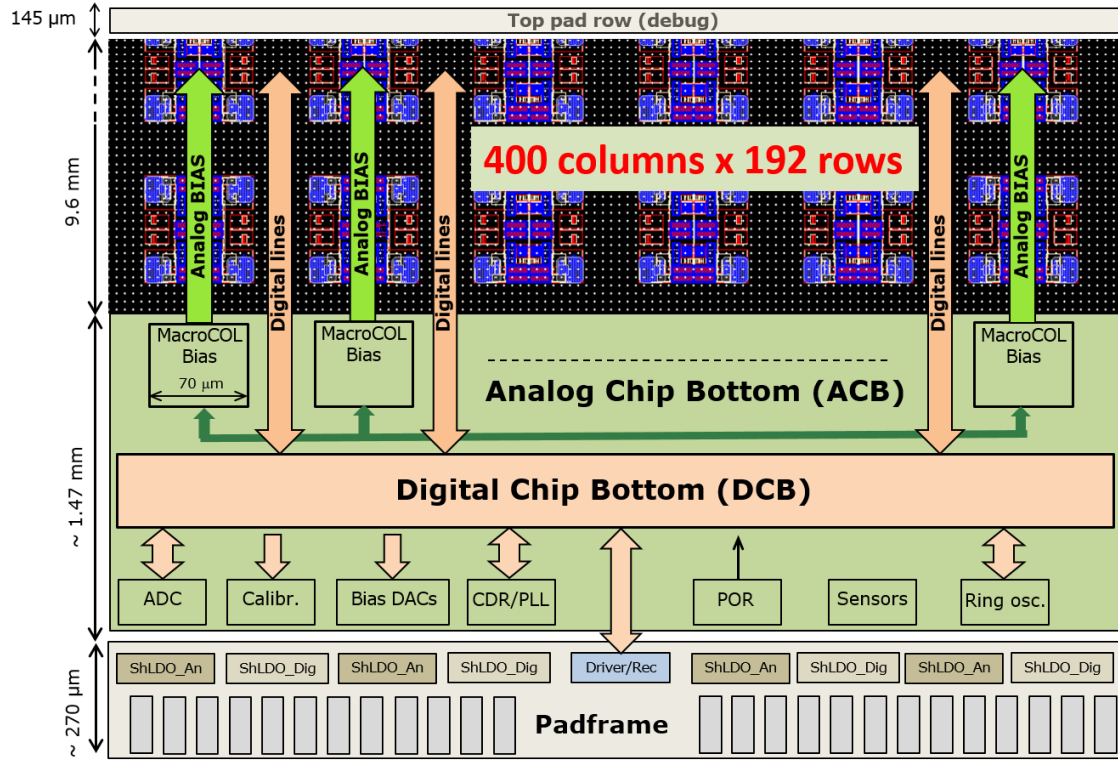 145 µm
Top pad row (debug)
9.6 mm
Analog BIAS
Digital lines
Analog BIAS
Digital lines
400 columns x 192 rows
Digital lines
Analog BIAS
~ 1.47 mm
MacroCOL
Bias
70 µm
MacroCOL
Bias
MacroCOL
Bias
Analog Chip Bottom (ACB)
Digital Chip Bottom (DCB)
ADC
Calibr.
Bias DACs
CDR/PLL
POR
Sensors
Ring osc.
~ 270 µm
ShLDO_An
ShLDO_Dig
ShLDO_An
ShLDO_Dig
Driver/Rec
ShLDO_An
ShLDO_Dig
ShLDO_An
ShLDO_Dig
Padframe